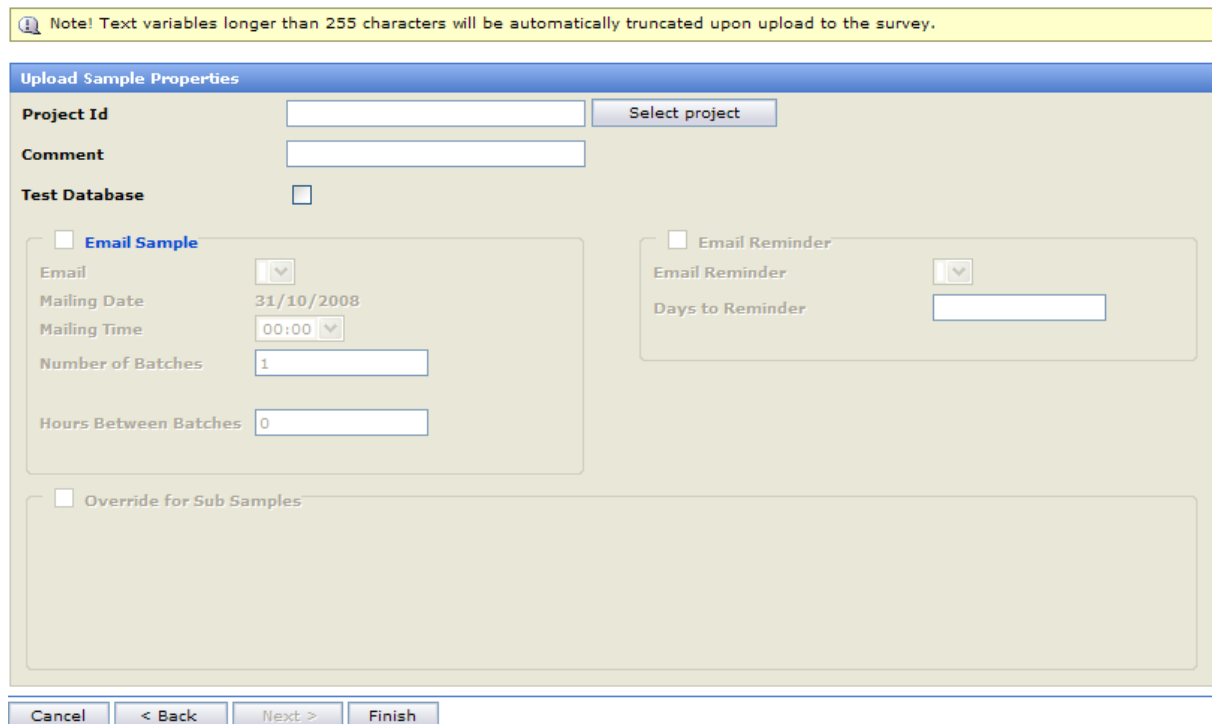 Note! Text variables longer than 255 characters will be automatically truncated upon upload to the survey.
Upload Sample Properties
Project Id
Select project
Comment
Test Database
Email Sample
Email
Mailing Date 31/10/2008
Mailing Time 00:00
Number of Batches 1
Hours Between Batches 0
Email Reminder
Email Reminder
Days to Reminder
Override for Sub Samples
Cancel < Back Next > Finish